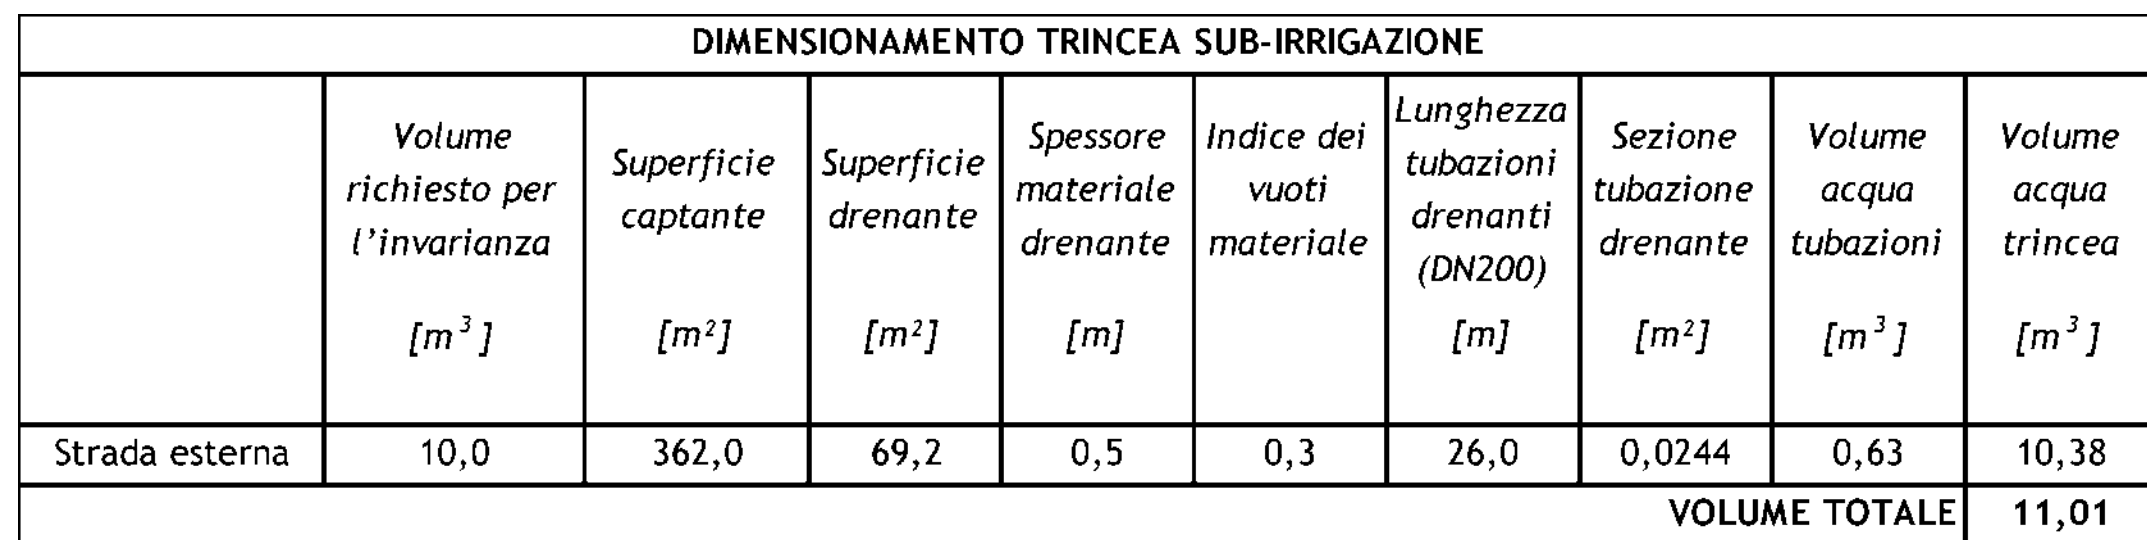 DIMENSIONAMENTO TRINCEA SUB-IRRIGAZIONE
Volume richiesto per l’invarianza [m³] Superficie captante [m²] Superficie drenante [m²] Spessore materiale drenante [m] Indice dei vuoti materiale Lunghezza tubazioni drenanti (DN200) [m] Sezione tubazione drenante [m²] Volume acqua tubazioni [m³] Volume acqua trincea [m³]
Strada esterna 10,0 362,0 69,2 0,5 0,3 26,0 0,0244 0,63 10,38
VOLUME TOTALE 11,01